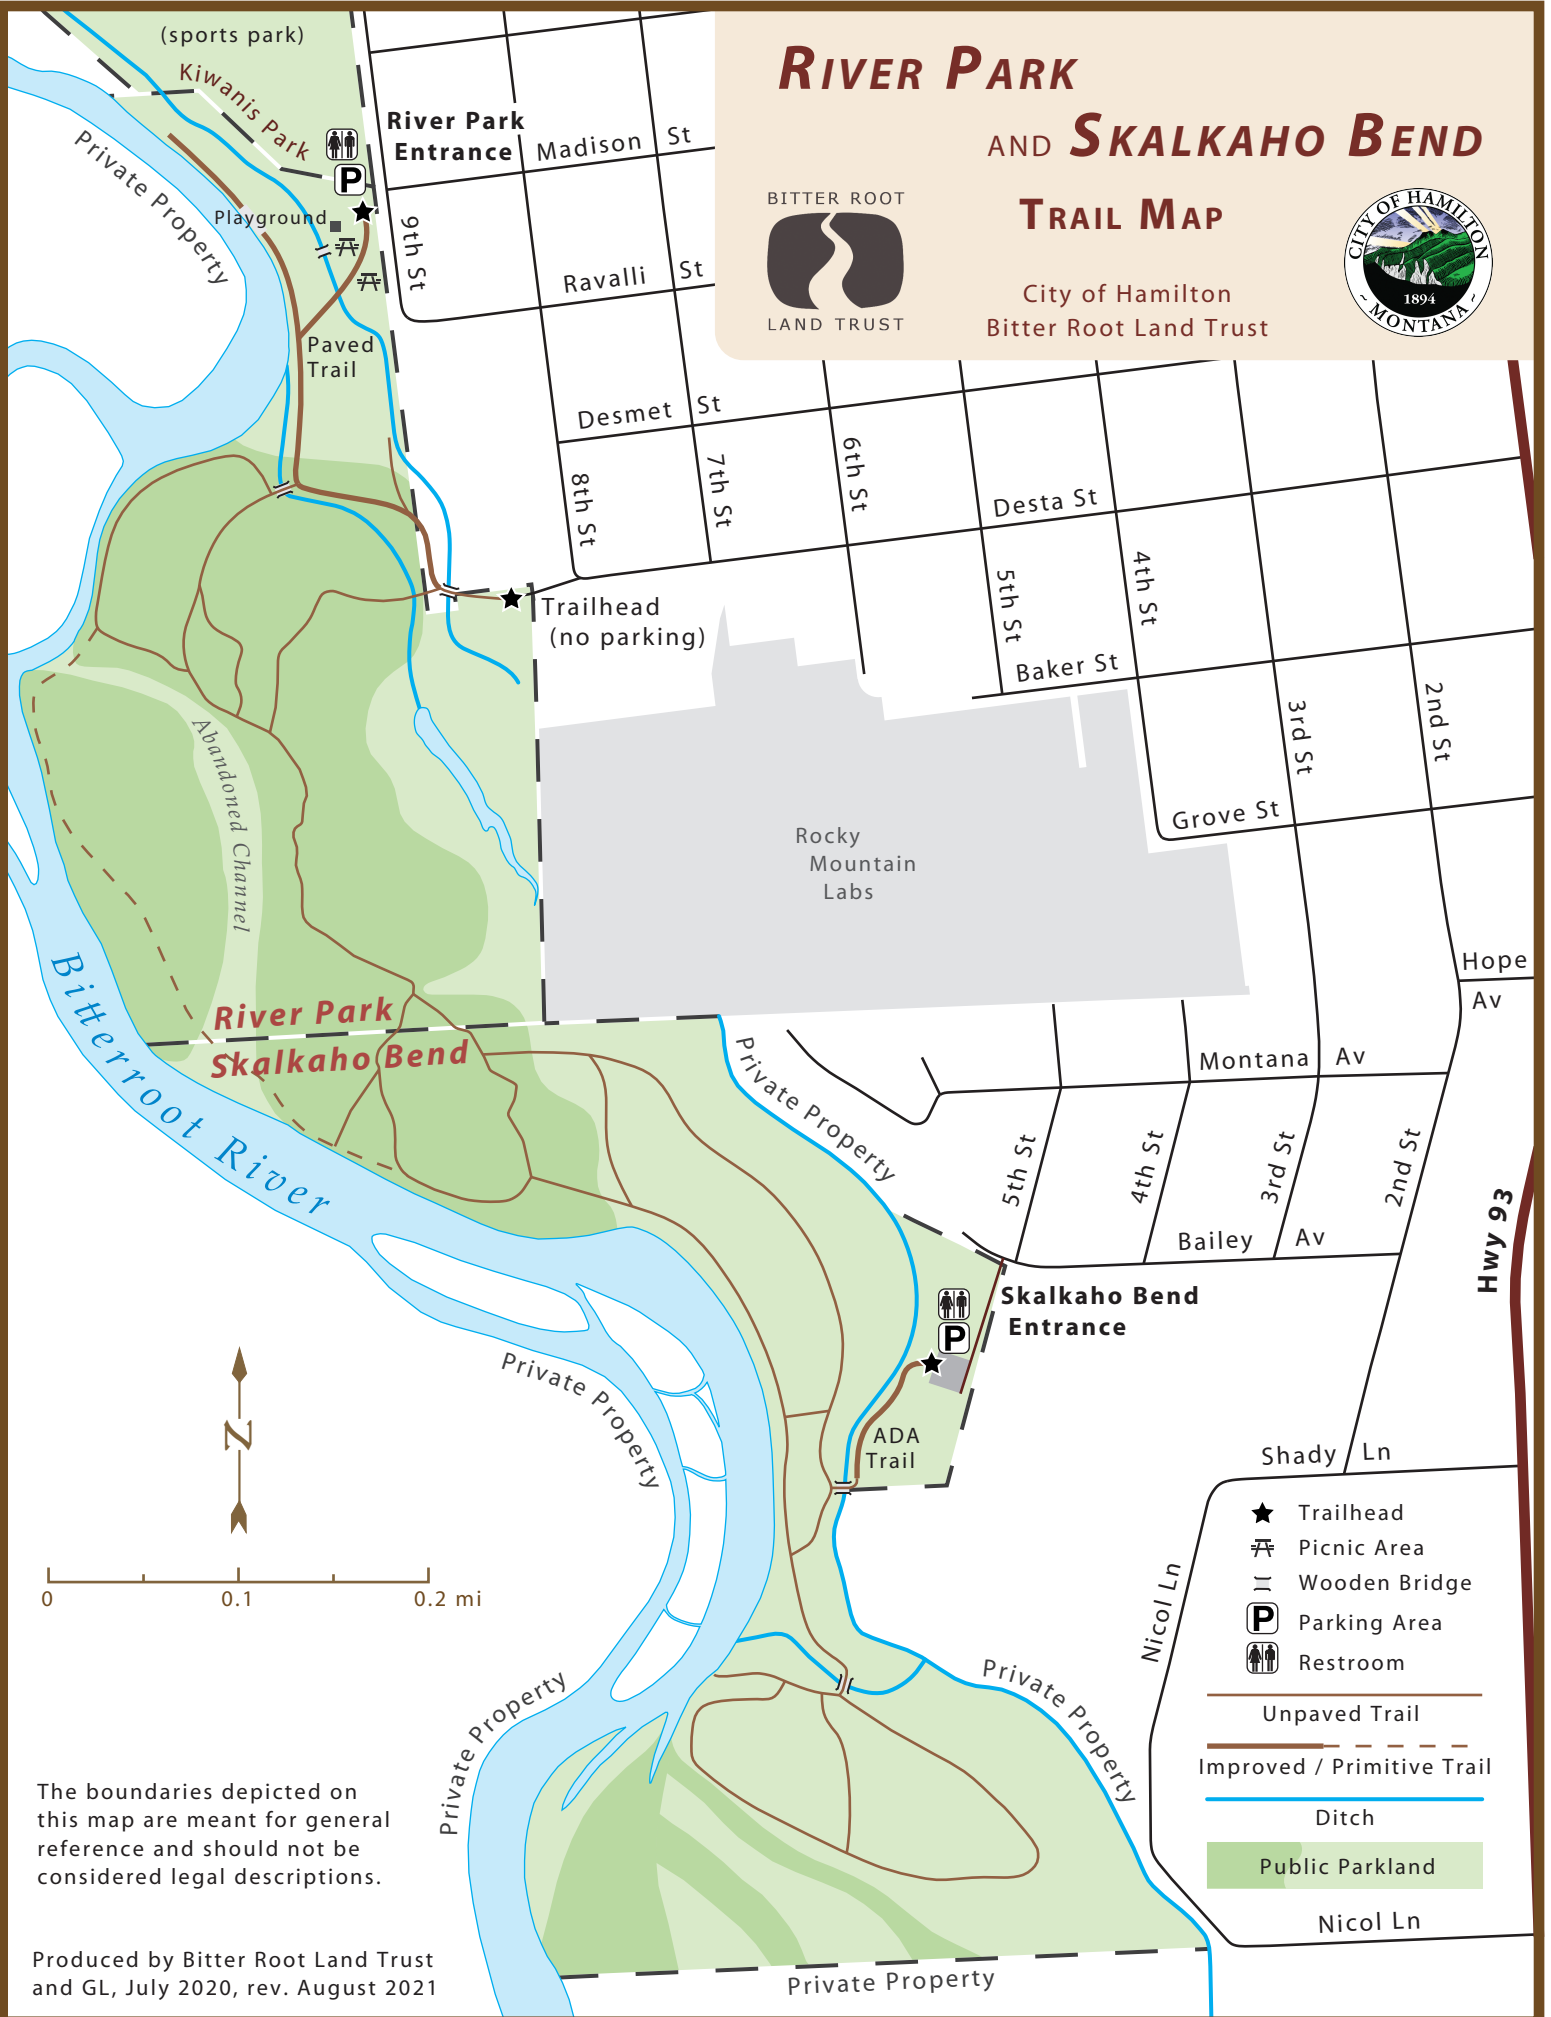 RIVER PARK
AND SKALKAHO BEND
TRAIL MAP
City of Hamilton
Bitter Root Land Trust
BITTER ROOT
LAND TRUST
CITY OF HAMILTON
1894
~ MONTANA ~
(sports park)
Kiwanis Park
River Park
Entrance
P
Playground
Private Property
Paved
Trail
Madison St
Ravalli St
Desmet St
Desta St
Baker St
Grove St
9th St
8th St
7th St
6th St
5th St
4th St
3rd St
2nd St
Trailhead
(no parking)
Rocky
Mountain
Labs
Abandoned Channel
River Park
Skalkaho Bend
Bitterroot River
Hope
Av
Montana Av
Private Property
5th St
4th St
3rd St
2nd St
Bailey Av
Hwy 93
Skalkaho Bend
Entrance
P
ADA
Trail
Private Property
N
0
0.1
0.2 mi
Shady Ln
Nicol Ln
Trailhead
Picnic Area
Wooden Bridge
P
Parking Area
Restroom
Unpaved Trail
Improved / Primitive Trail
Ditch
Public Parkland
Nicol Ln
Private Property
Private Property
Private Property
The boundaries depicted on
this map are meant for general
reference and should not be
considered legal descriptions.
Produced by Bitter Root Land Trust
and GL, July 2020, rev. August 2021